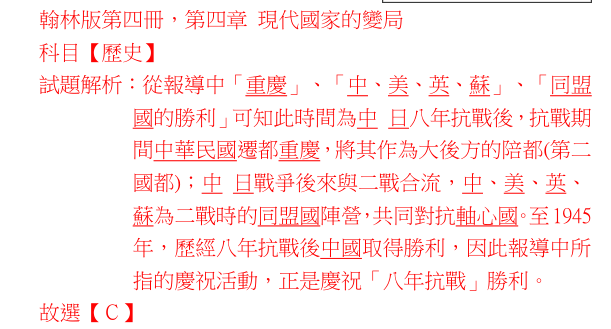 翰林版第四冊，第四章 現代國家的變局
科目【歷史】
試題解析：從報導中「重慶」、「中、美、英、蘇」、「同盟
國的勝利」可知此時間為中 日八年抗戰後，抗戰期
間中華民國遷都重慶，將其作為大後方的陪都(第二
國都)；中 日戰爭後來與二戰合流，中、美、英、
蘇為二戰時的同盟國陣營，共同對抗軸心國。至 1945
年，歷經八年抗戰後中國取得勝利，因此報導中所
指的慶祝活動，正是慶祝「八年抗戰」勝利。
故選【Ｃ】